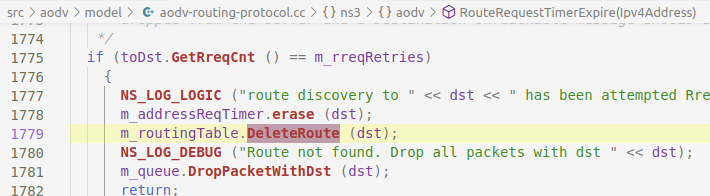 src > aodv > model > aodv-routing-protocol.cc > {} ns3 > {} aodv > RouteRequestTimerExpire(Ipv4Address)
1774 */
1775 if (toDst.GetRreqCnt () == m_rreqRetries)
1776 {
1777 NS_LOG_LOGIC ("route discovery to " << dst << " has been attempted Rre
1778 m_addressReqTimer.erase (dst);
1779 m_routingTable.DeleteRoute (dst);
1780 NS_LOG_DEBUG ("Route not found. Drop all packets with dst " << dst);
1781 m_queue.DropPacketWithDst (dst);
1782 return;